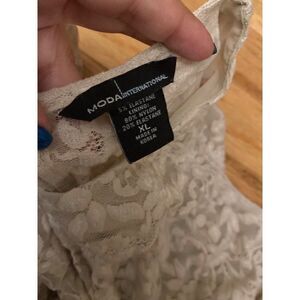 MODA INTERNATIONAL
5% ELASTANE
LINING:
80% NYLON
20% ELASTANE
XL
MADE IN
KOREA